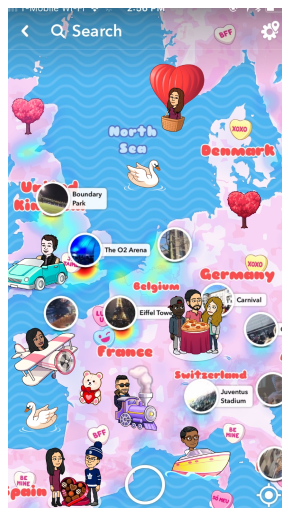 T-Mobile Wi-Fi
2:58 PM
Search
BFF
North
Sea
XOXO
Denmark
United
Kingdom
Boundary
Park
The O2 Arena
XOXO
Germany
Belgium
Carnival
Eiffel Tower
France
Switzerland
Juventus
Stadium
BFF
BE
MINE
BE
MINE
Spain